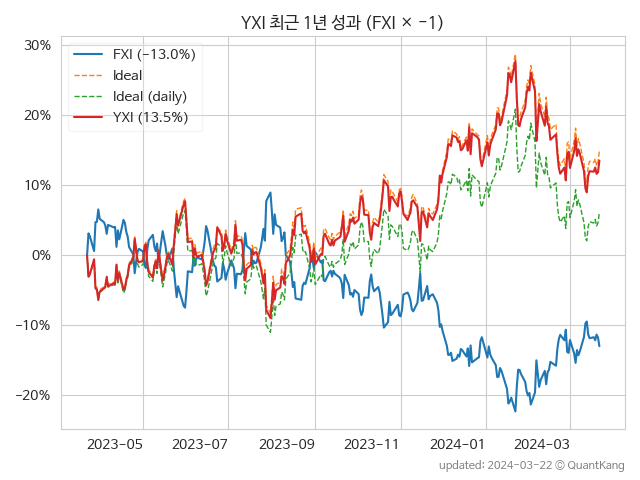 YXI 최근 1년 성과 (FXI × -1)
30%
20%
10%
0%
−10%
−20%
FXI (−13.0%)
Ideal
Ideal (daily)
YXI (13.5%)
2023-05
2023-07
2023-09
2023-11
2024-01
2024-03
updated: 2024-03-22 © QuantKang